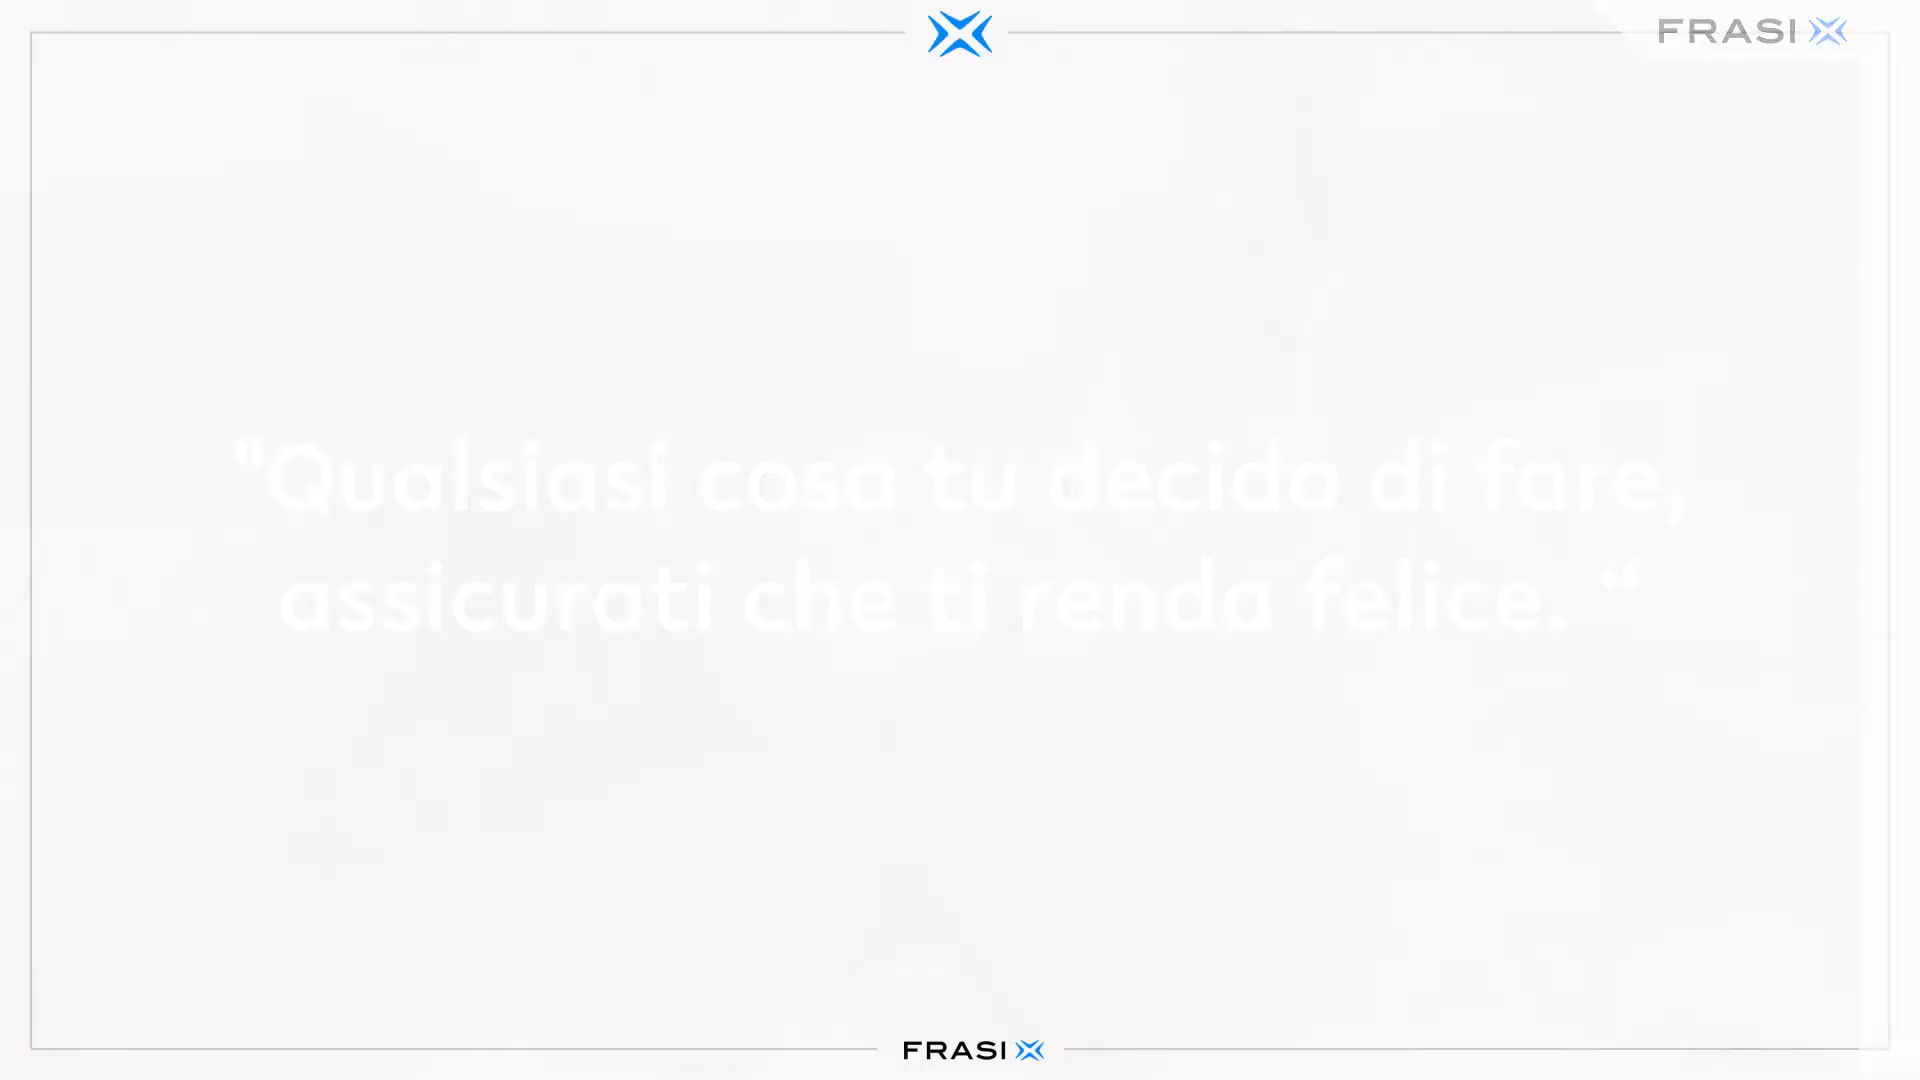 FRASI
"Qualsiasi cosa tu decida di fare,
assicurati che ti renda felice. “
FRASI